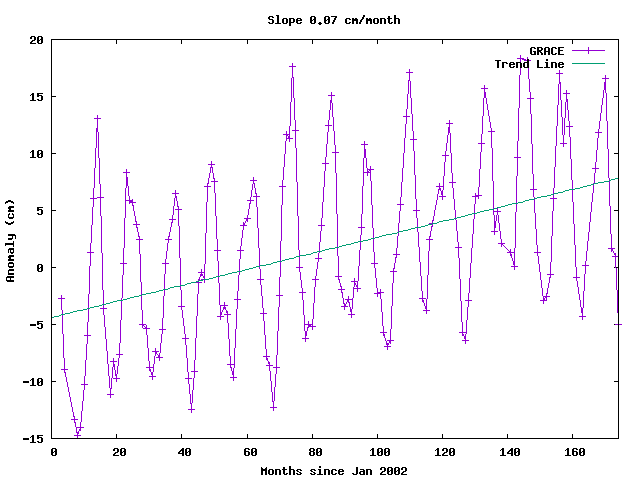 Slope 0.07 cm/month
GRACE
Trend Line
20
15
10
5
0
-5
-10
-15
Anomaly (cm)
0 20 40 60 80 100 120 140 160
Months since Jan 2002